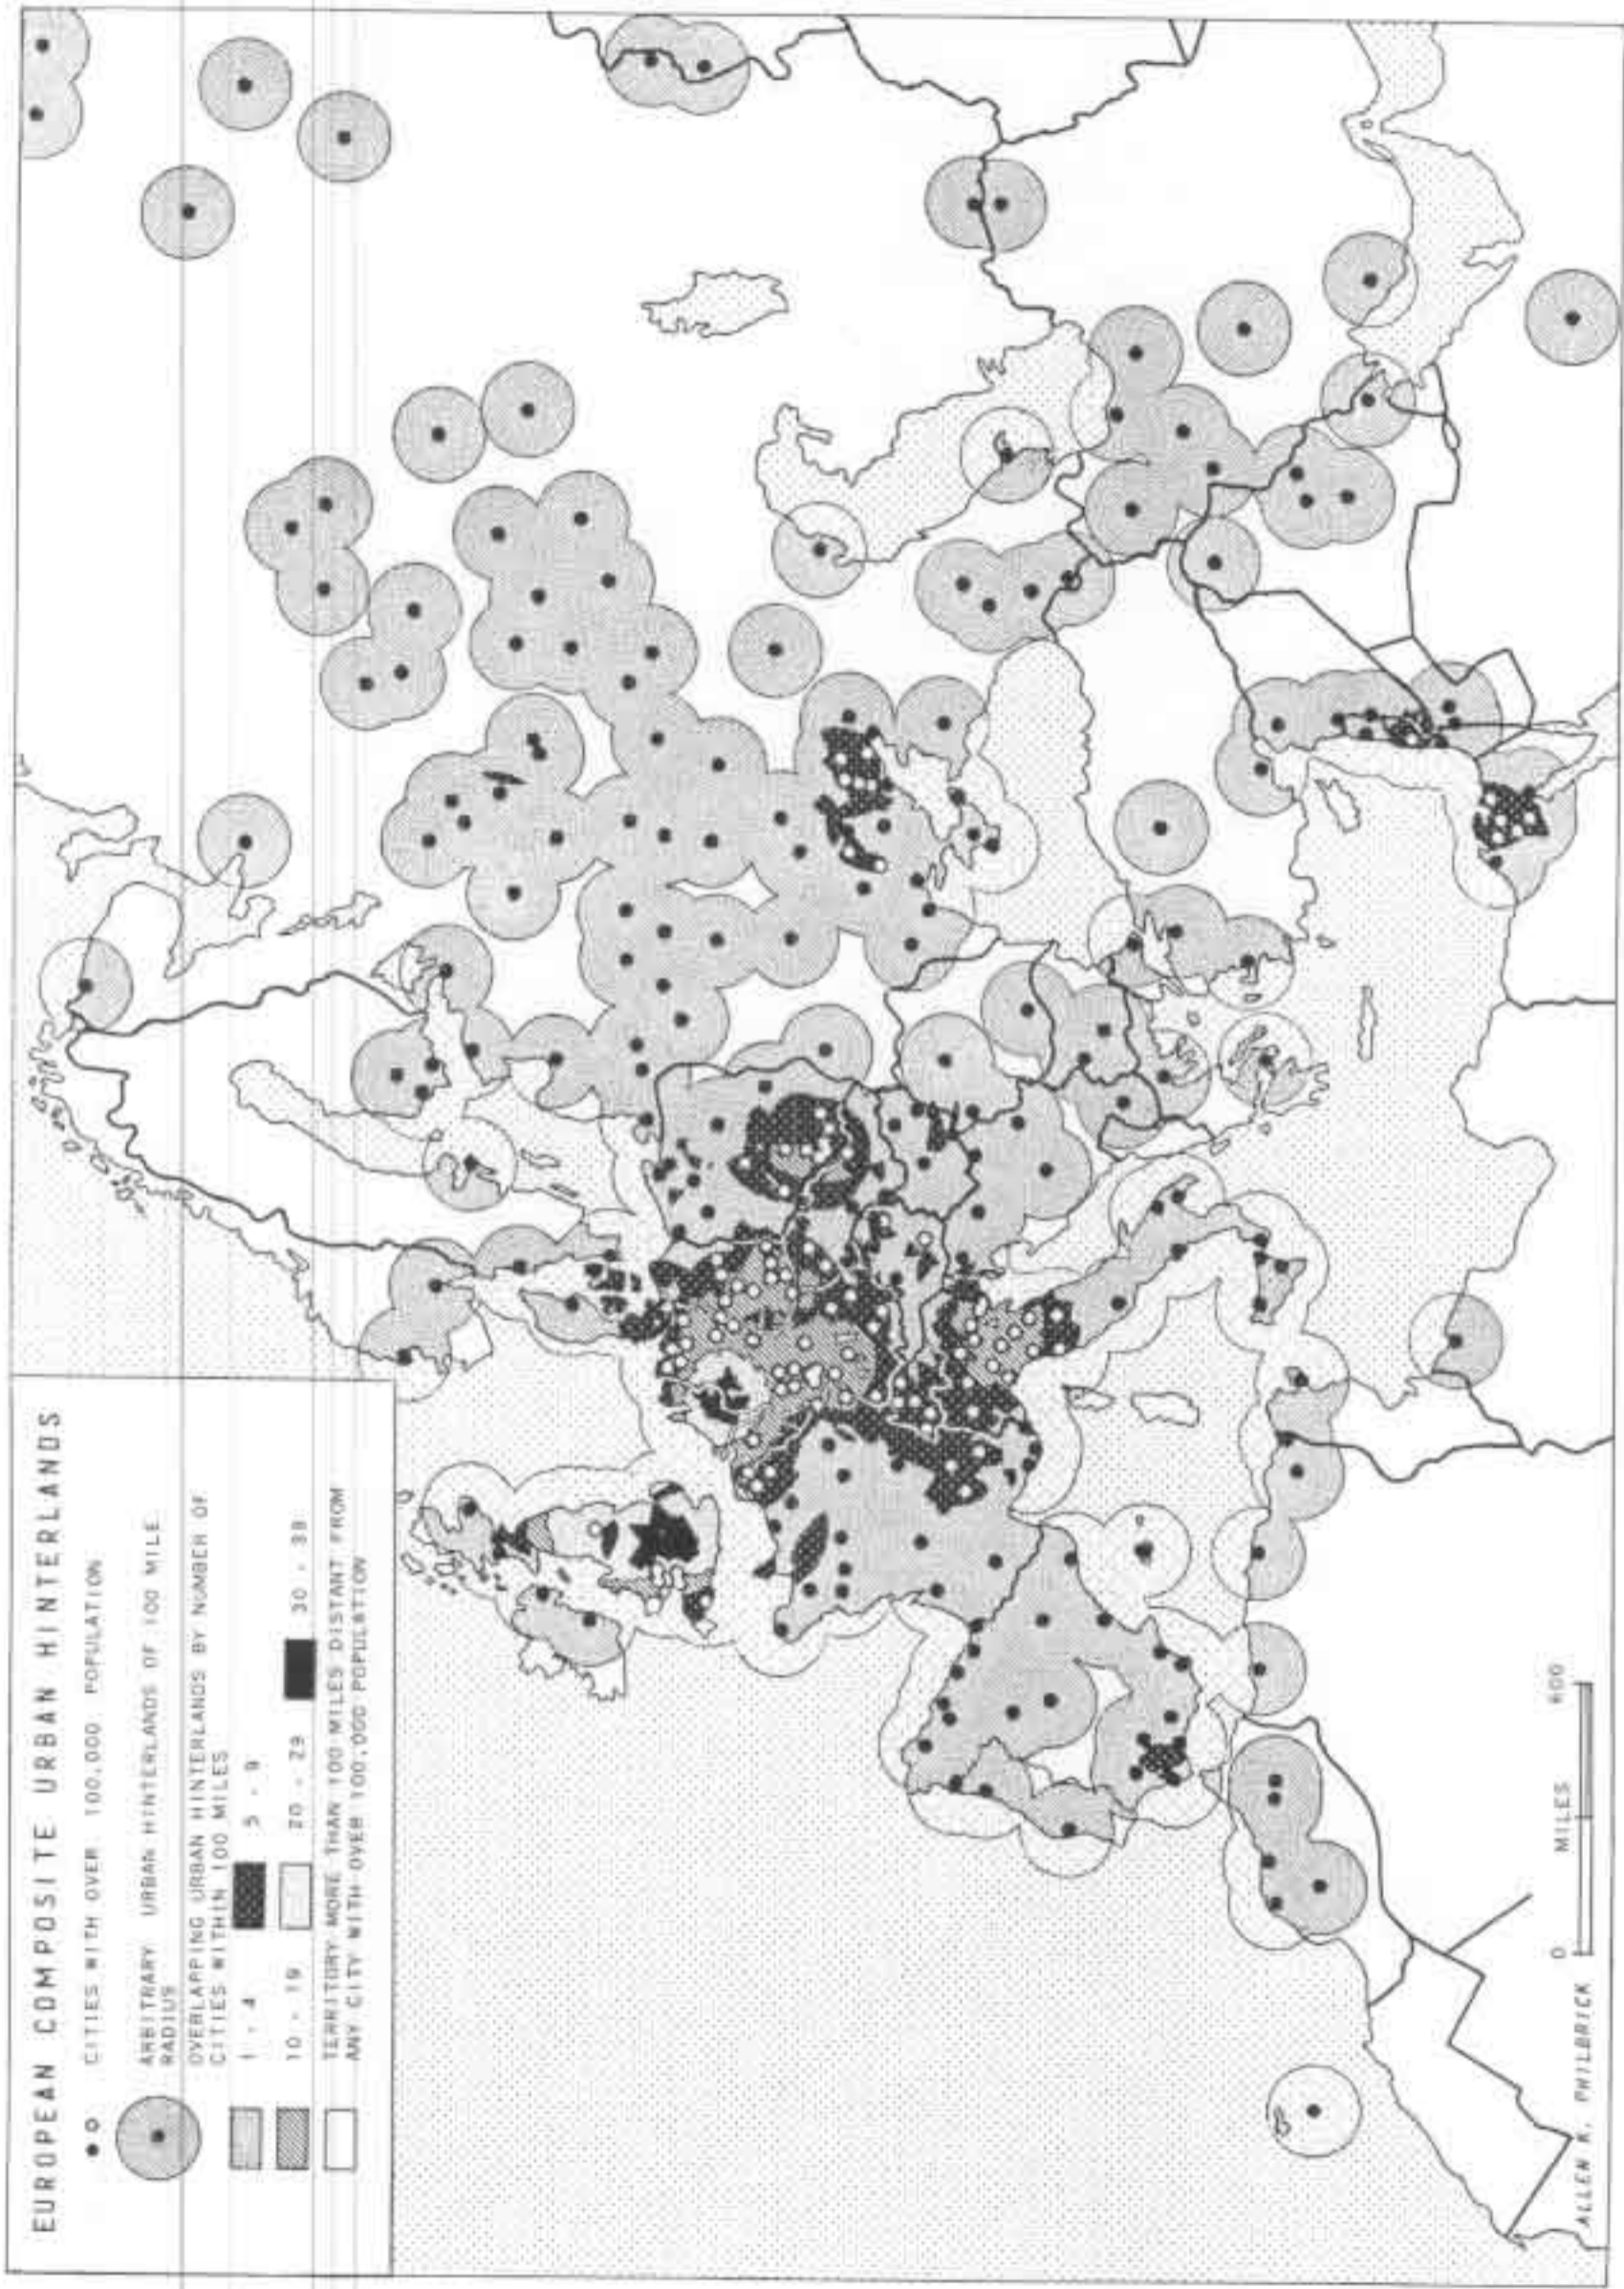 EUROPEAN COMPOSITE URBAN HINTERLANDS
CITIES WITH OVER 100,000 POPULATION
ARBITRARY URBAN HINTERLANDS OF 100 MILE
RADIUS
OVERLAPPING URBAN HINTERLANDS BY NUMBER OF
CITIES WITHIN 100 MILES
1 - 4 5 - 9
10 - 19 20 - 29 30 - 39
TERRITORY MORE THAN 100 MILES DISTANT FROM
ANY CITY WITH OVER 100,000 POPULATION
0 MILES 600
ALLEN K. PHILBRICK